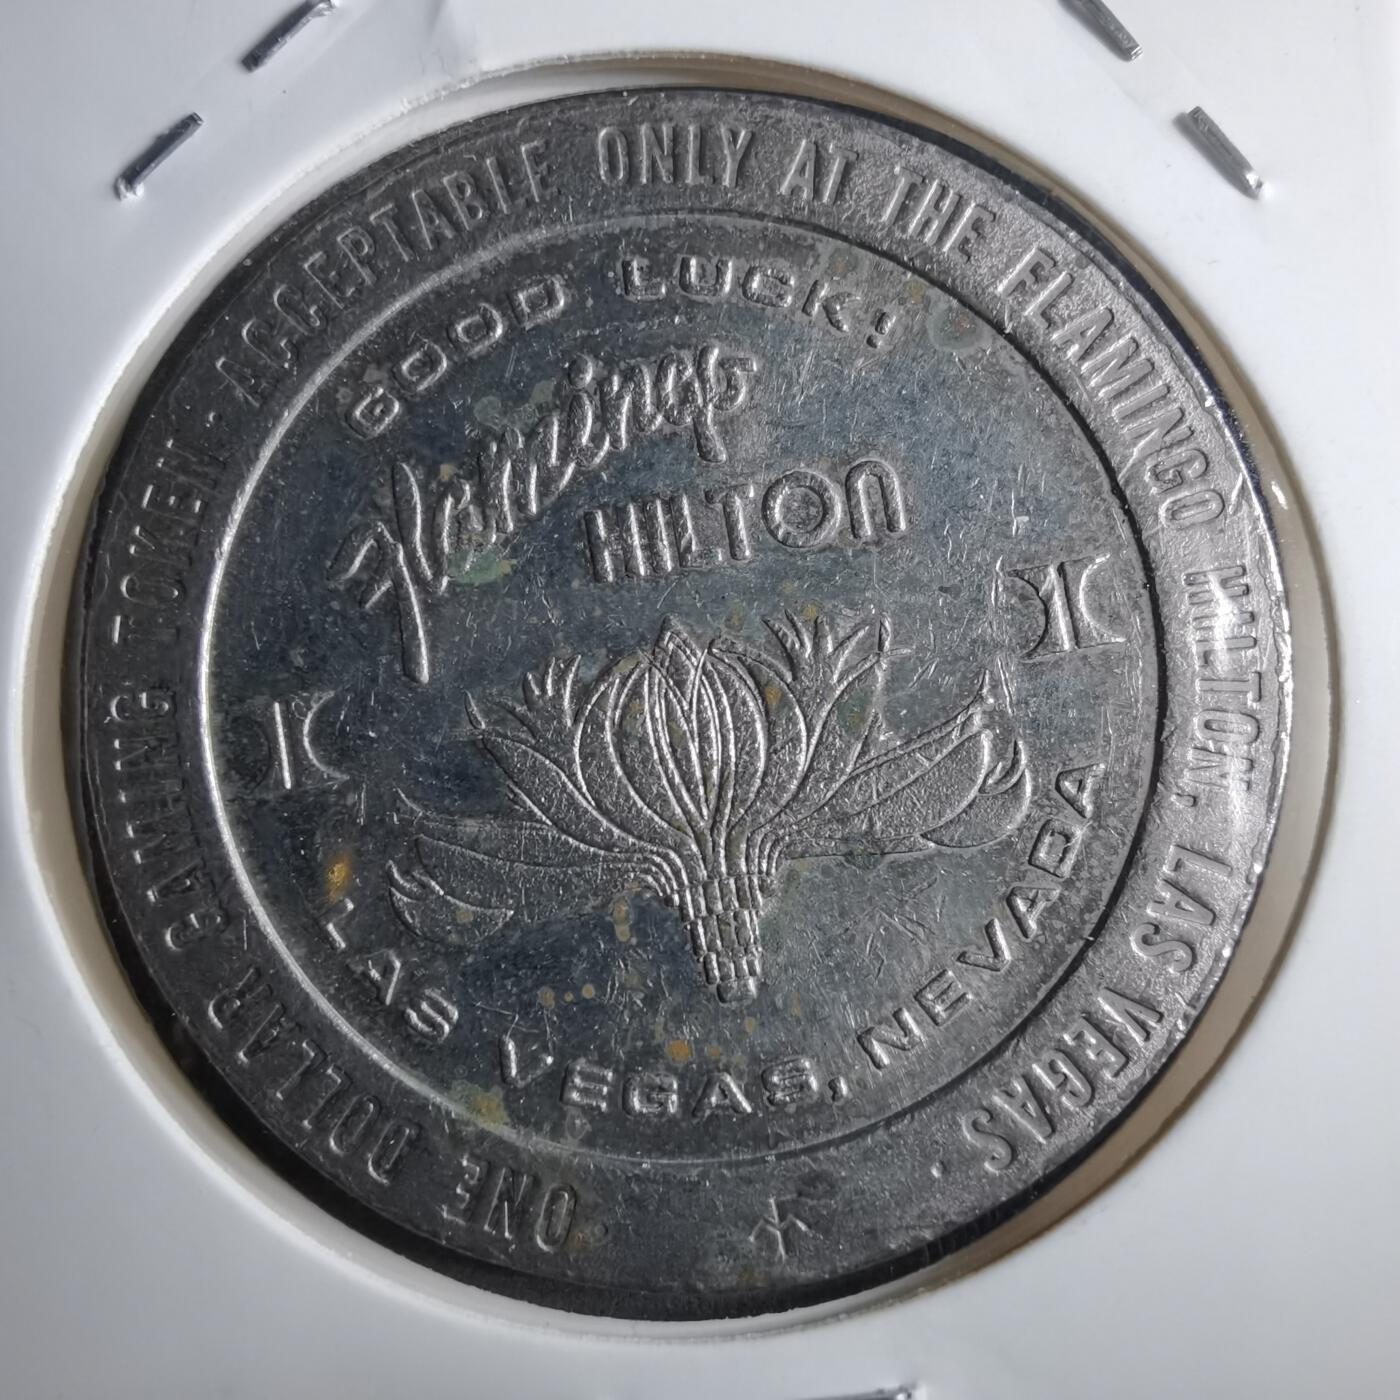 · ONE DOLLAR GAMING TOKEN · ACCEPTABLE ONLY AT THE FLAMINGO HILTON, LAS VEGAS ·
GOOD LUCK!
Flamingo
HILTON
LAS VEGAS, NEVADA